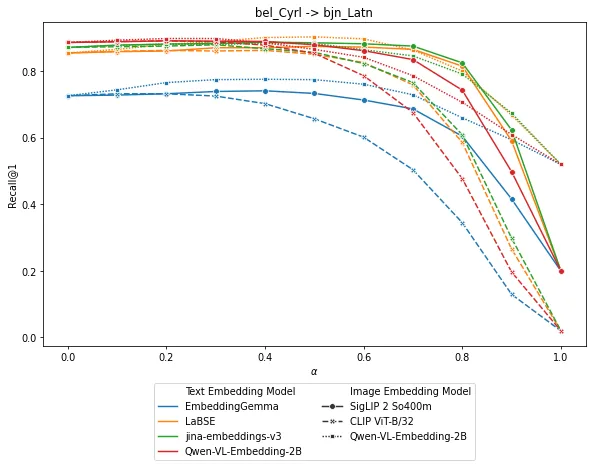 bel_Cyrl -> bjn_Latn
Recall@1
0.8
0.6
0.4
0.2
0.0
0.0 0.2 0.4 0.6 0.8 1.0
α
Text Embedding Model Image Embedding Model
EmbeddingGemma SigLIP 2 So400m
LaBSE CLIP ViT-B/32
jina-embeddings-v3 Qwen-VL-Embedding-2B
Qwen-VL-Embedding-2B